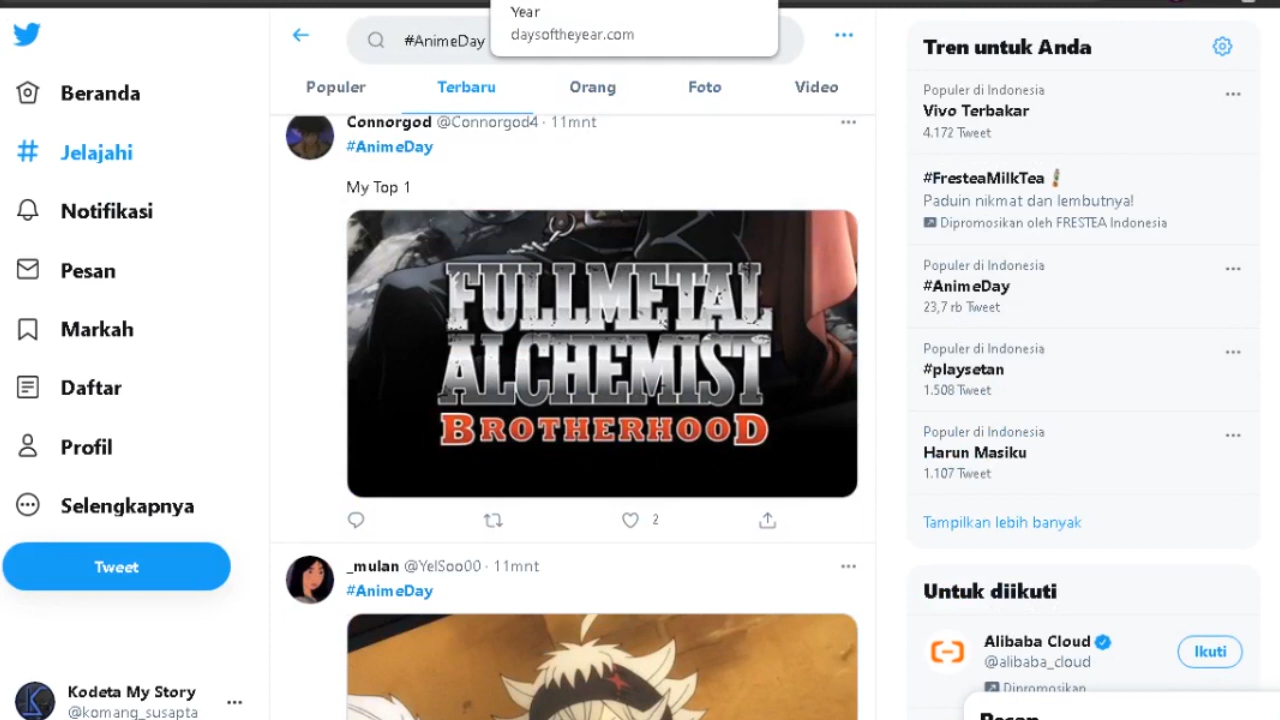 Year
daysoftheyear.com
#AnimeDay
Populer
Terbaru
Orang
Foto
Video
Beranda
Jelajahi
Notifikasi
Pesan
Markah
Daftar
Profil
Selengkapnya
Tweet
Kodeta My Story
@komang_susapta
Connorgod @Connorgod4 · 11mnt
#AnimeDay
My Top 1
FULLMETAL
ALCHEMIST
BROTHERHOOD
2
_mulan @YelSoo00 · 11mnt
#AnimeDay
Tren untuk Anda
Populer di Indonesia
Vivo Terbakar
4.172 Tweet
#FresteaMilkTea
Paduin nikmat dan lembutnya!
Dipromosikan oleh FRESTEA Indonesia
Populer di Indonesia
#AnimeDay
23,7 rb Tweet
Populer di Indonesia
#playsetan
1.508 Tweet
Populer di Indonesia
Harun Masiku
1.107 Tweet
Tampilkan lebih banyak
Untuk diikuti
Alibaba Cloud
@alibaba_cloud
Ikuti
Dipromosikan
Pesan